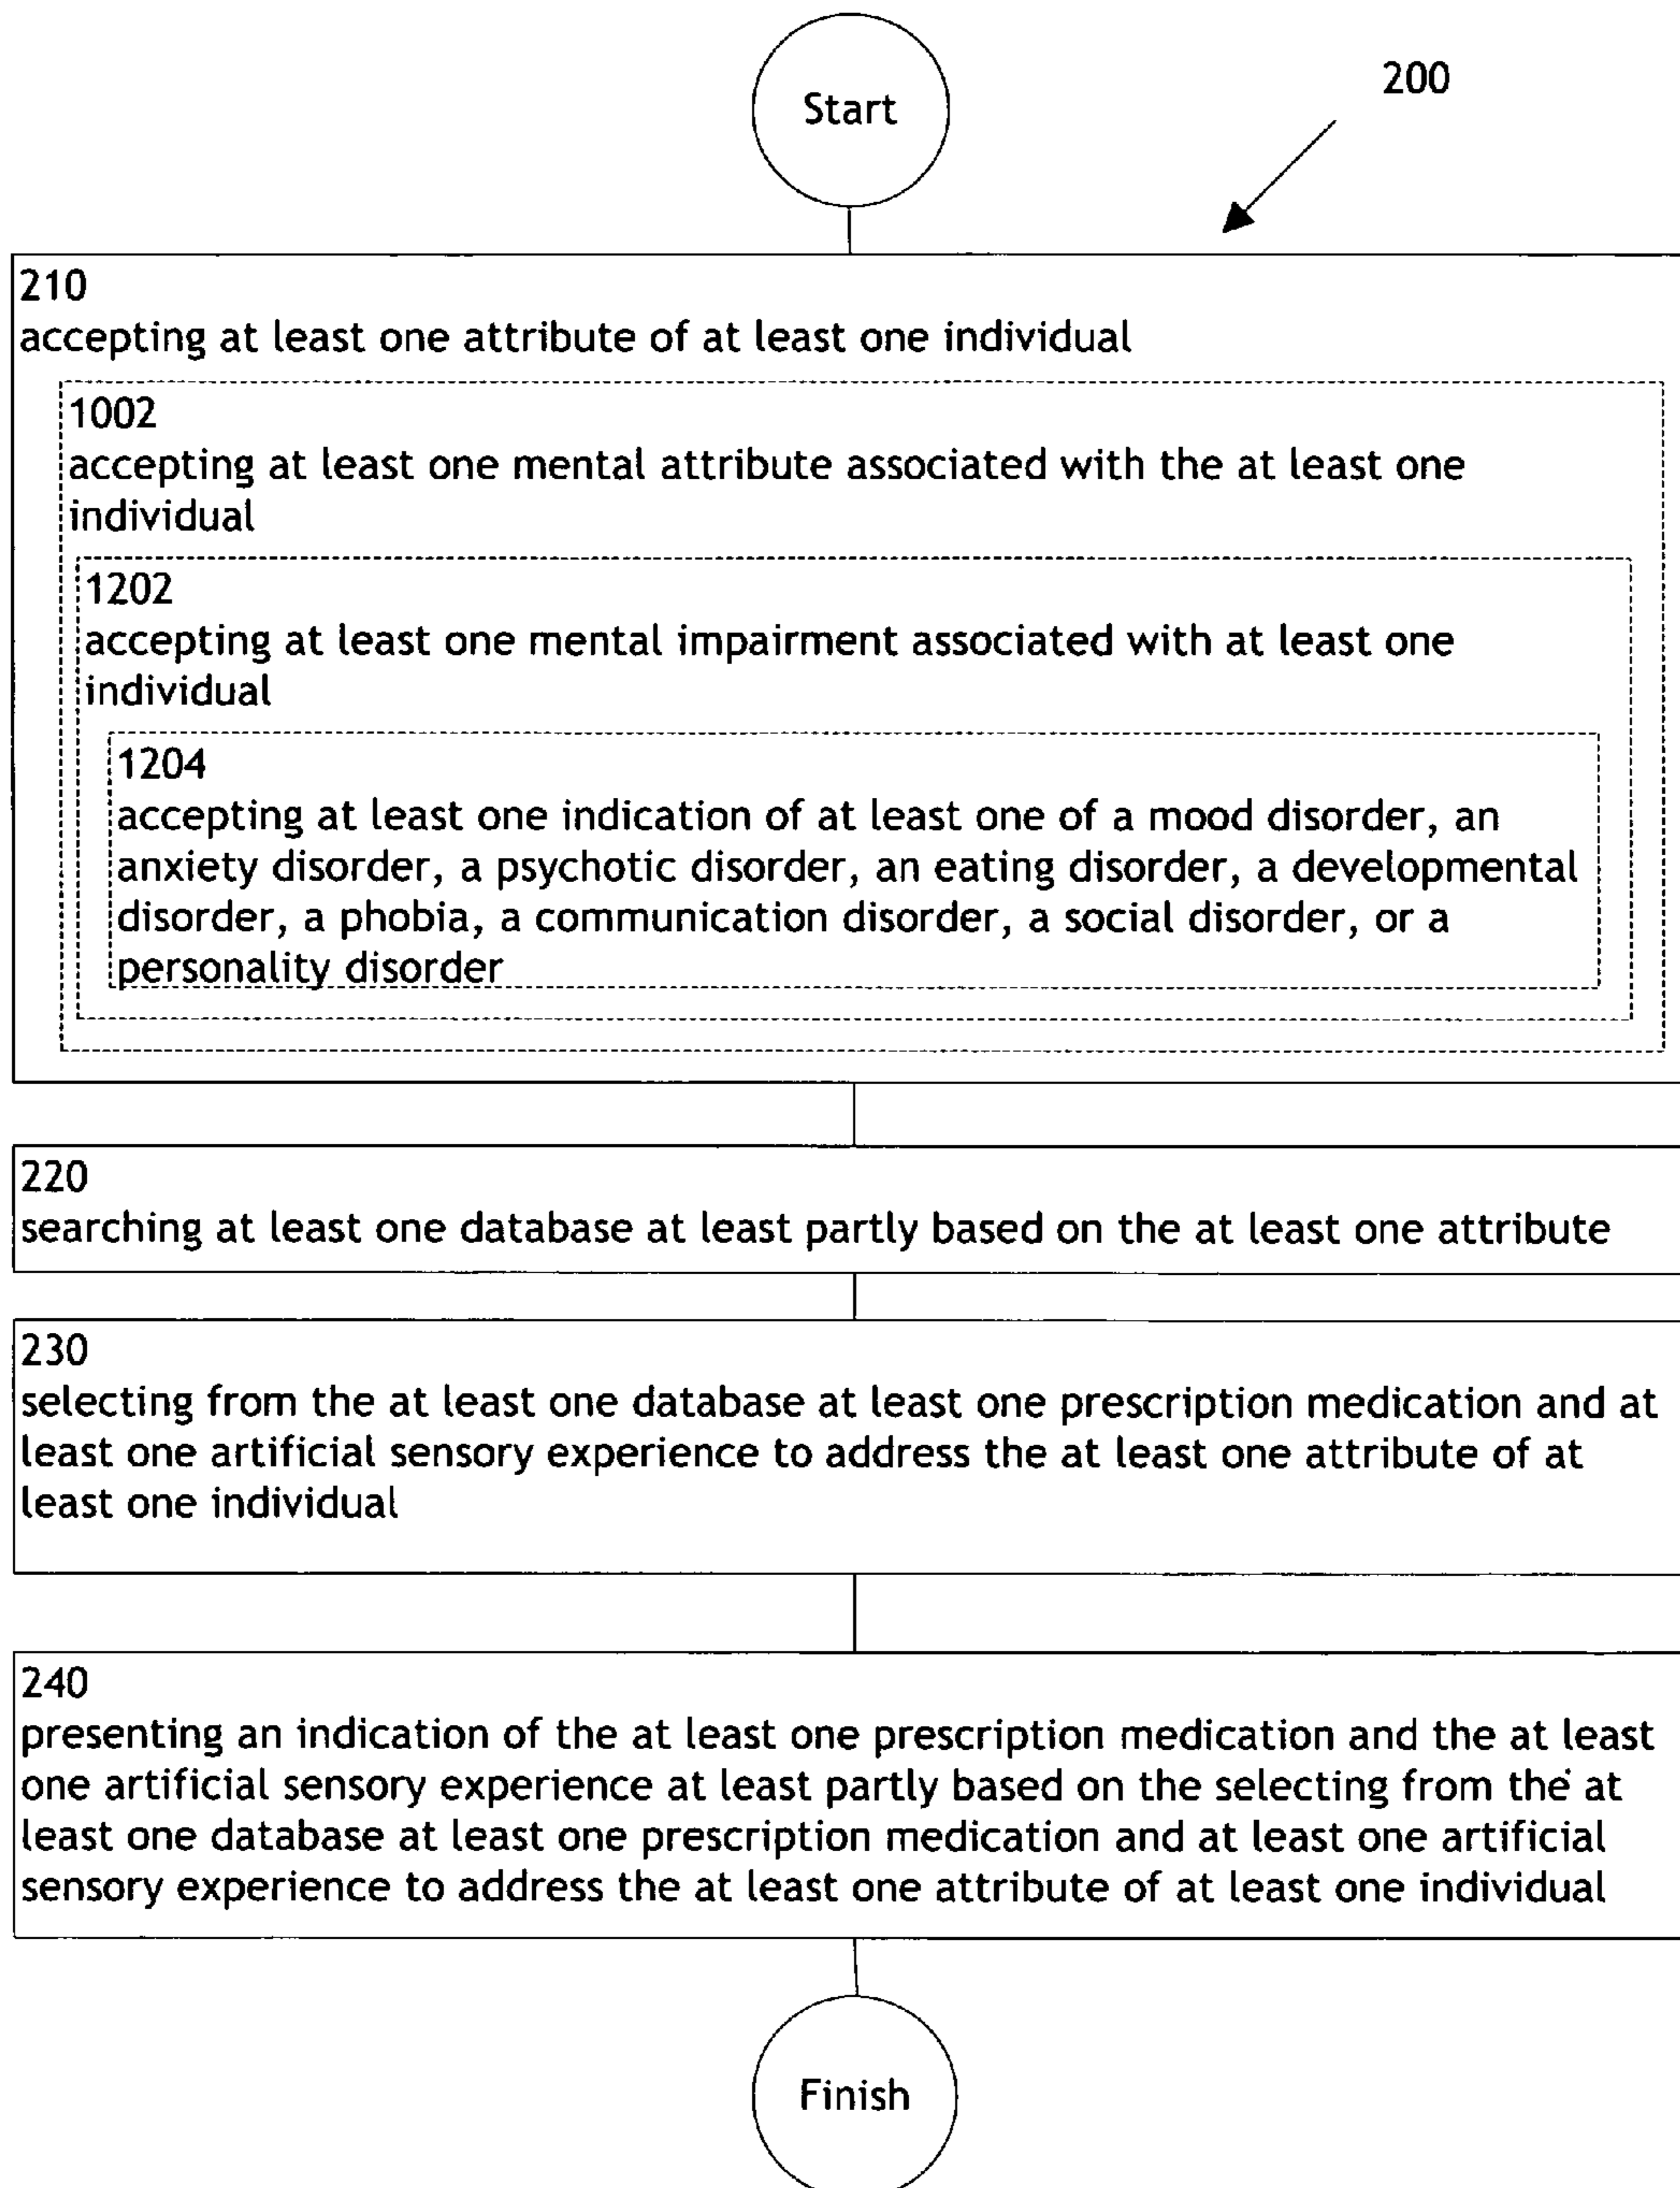 Start
200
210
accepting at least one attribute of at least one individual
1002
accepting at least one mental attribute associated with the at least one
individual
1202
accepting at least one mental impairment associated with at least one
individual
1204
accepting at least one indication of at least one of a mood disorder, an
anxiety disorder, a psychotic disorder, an eating disorder, a developmental
disorder, a phobia, a communication disorder, a social disorder, or a
personality disorder
220
searching at least one database at least partly based on the at least one attribute
230
selecting from the at least one database at least one prescription medication and at
least one artificial sensory experience to address the at least one attribute of at
least one individual
240
presenting an indication of the at least one prescription medication and the at least
one artificial sensory experience at least partly based on the selecting from the at
least one database at least one prescription medication and at least one artificial
sensory experience to address the at least one attribute of at least one individual
Finish